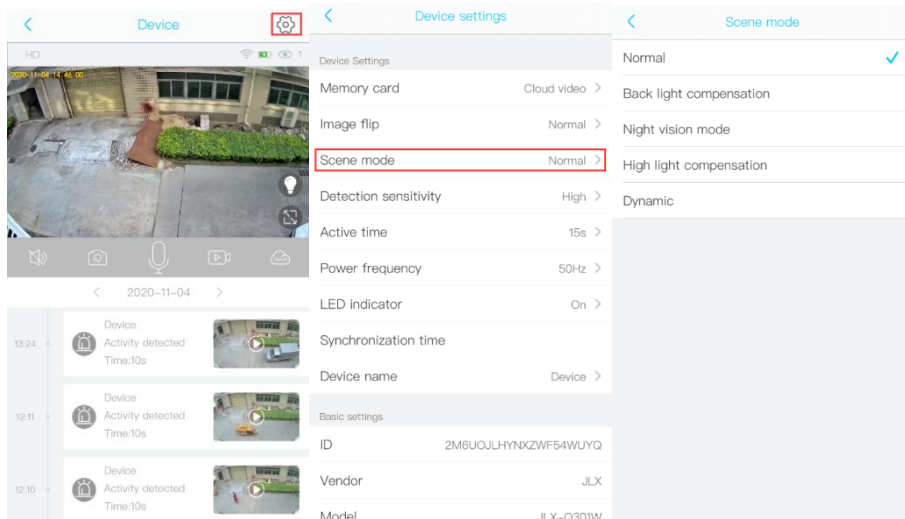 Device
HD
1
2020-11-04 14:46:00
2020-11-04
13:24
Device
Activity detected
Time:10s
12:11
Device
Activity detected
Time:10s
12:10
Device
Activity detected
Time:10s
Device settings
Device Settings
Memory card Cloud video
Image flip Normal
Scene mode Normal
Detection sensitivity High
Active time 15s
Power frequency 50Hz
LED indicator On
Synchronization time
Device name Device
Basic settings
ID 2M6UOJLHYNXZWF54WUYQ
Vendor JLX
Model JLX-Q301W
Scene mode
Normal
Back light compensation
Night vision mode
High light compensation
Dynamic